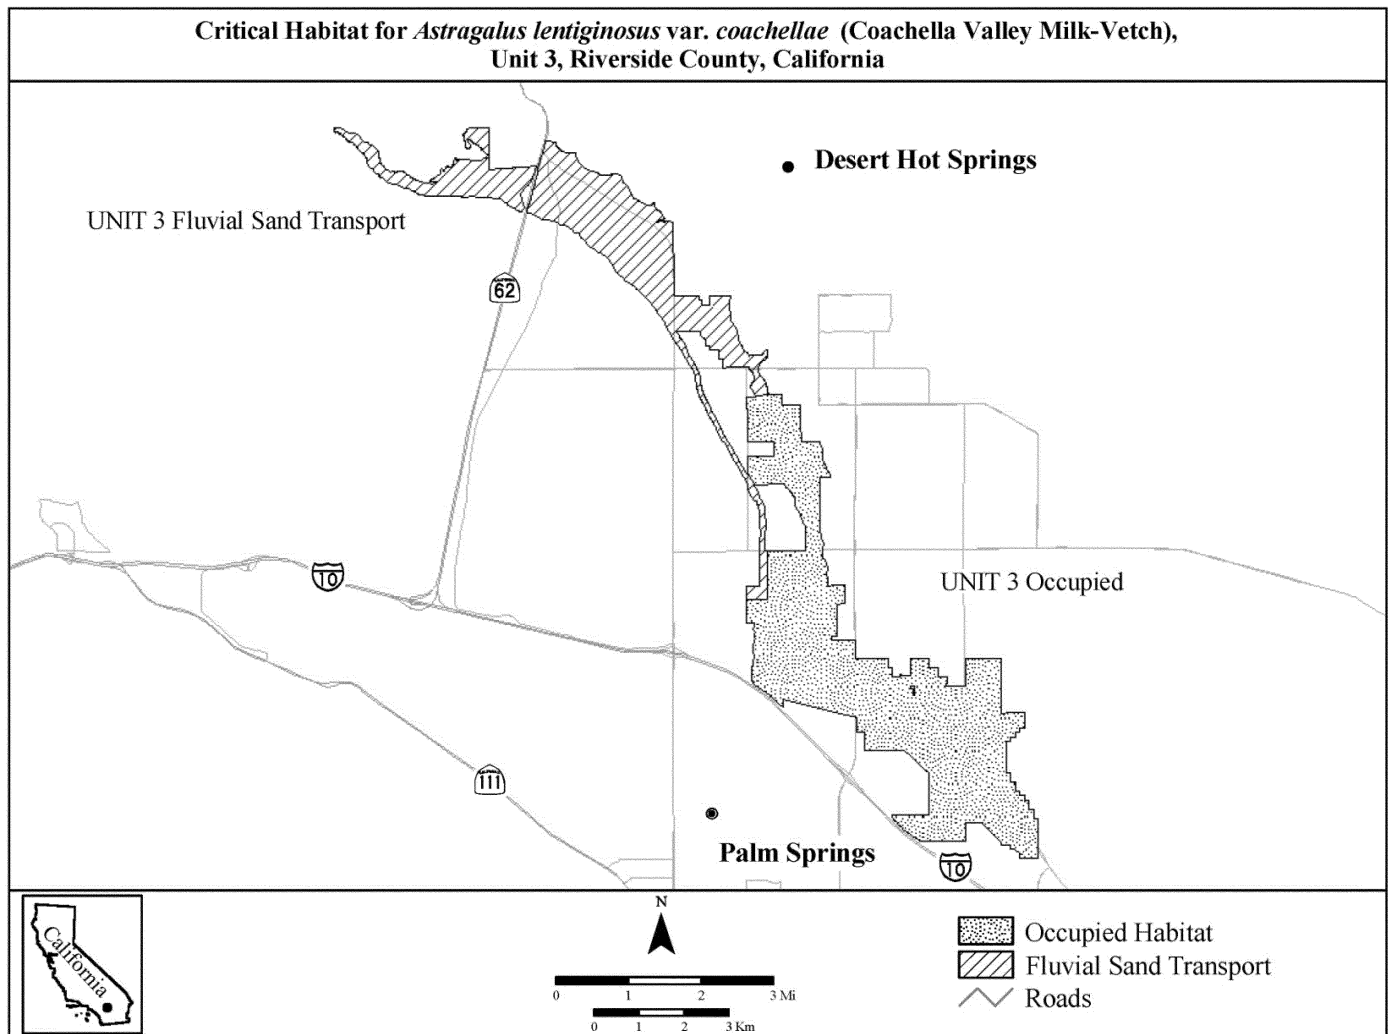 Critical Habitat for Astragalus lentiginosus var. coachellae (Coachella Valley Milk-Vetch),
Unit 3, Riverside County, California
Desert Hot Springs
UNIT 3 Fluvial Sand Transport
62
10
UNIT 3 Occupied
111
Palm Springs
10
California
N
0 1 2 3 Mi
0 1 2 3 Km
Occupied Habitat
Fluvial Sand Transport
Roads